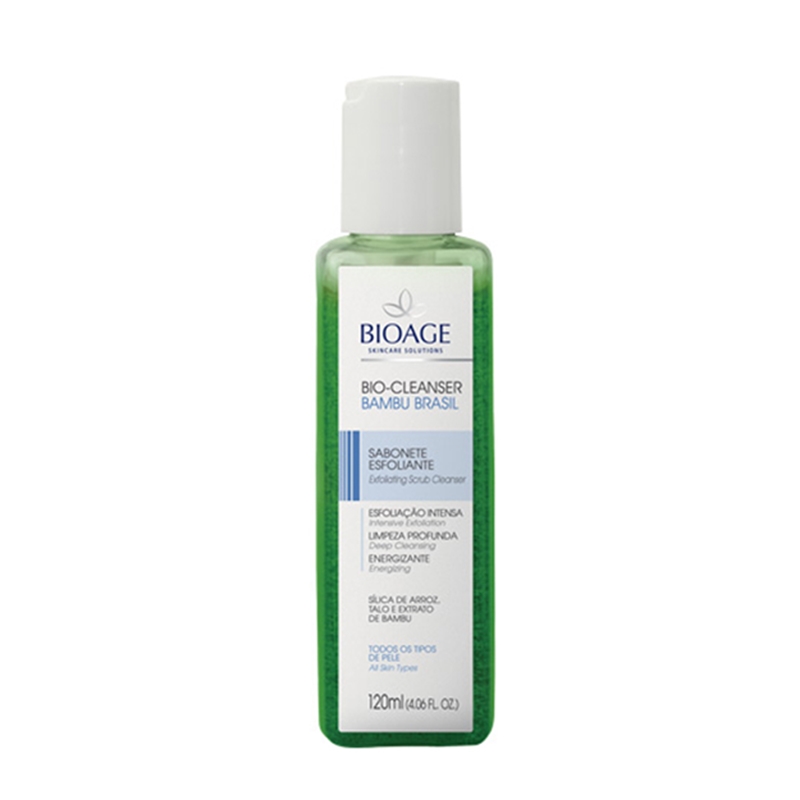 BIOAGE
SKINCARE SOLUTIONS
BIO-CLEANSER
BAMBU BRASIL
SABONETE
ESFOLIANTE
Exfoliating Scrub Cleanser
ESFOLIAÇÃO INTENSA
Intensive Exfoliation
LIMPEZA PROFUNDA
Deep Cleansing
ENERGIZANTE
Energizing
SÍLICA DE ARROZ,
TALO E EXTRATO
DE BAMBU
TODOS OS TIPOS
DE PELE
All Skin Types
120ml (4.06 FL. OZ.)